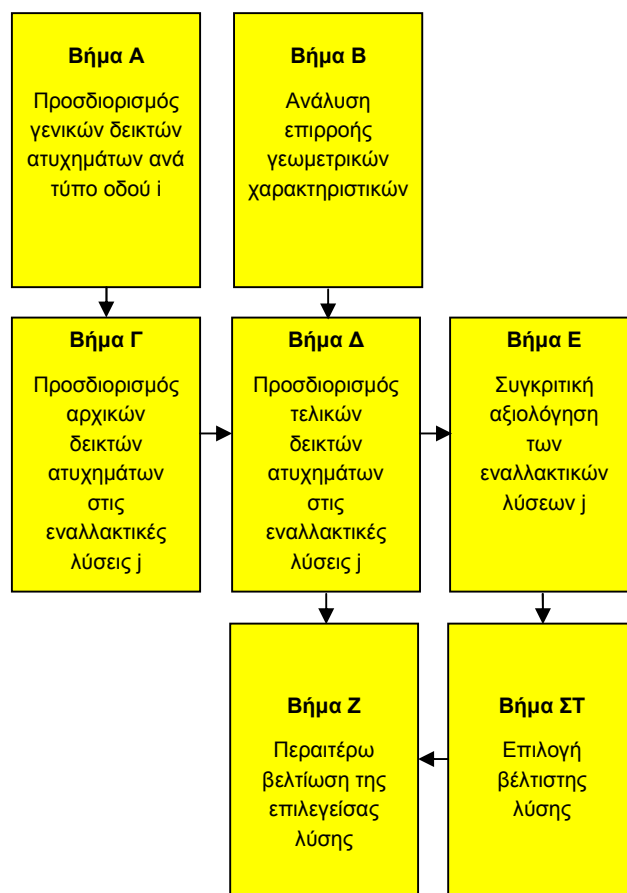 Βήμα Α
Προσδιορισμός
γενικών δεικτών
ατυχημάτων ανά
τύπο οδού i
Βήμα Β
Ανάλυση
επιρροής
γεωμετρικών
χαρακτηριστικών
Βήμα Γ
Προσδιορισμός
αρχικών
δεικτών
ατυχημάτων
στις
εναλλακτικές
λύσεις j
Βήμα Δ
Προσδιορισμός
τελικών
δεικτών
ατυχημάτων
στις
εναλλακτικές
λύσεις j
Βήμα Ε
Συγκριτική
αξιολόγηση
των
εναλλακτικών
λύσεων j
Βήμα Ζ
Περαιτέρω
βελτίωση της
επιλεγείσας
λύσης
Βήμα ΣΤ
Επιλογή
βέλτιστης
λύσης